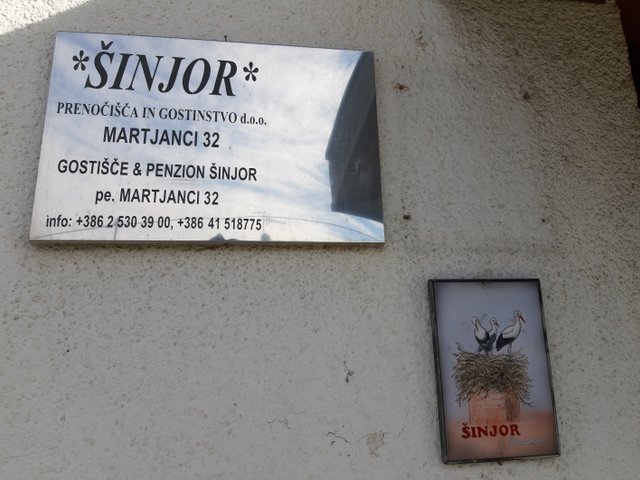 *ŠINJOR*
PRENOČIŠČA IN GOSTINSTVO d.o.o.
MARTJANCI 32
GOSTIŠČE & PENZION ŠINJOR
pe. MARTJANCI 32
info: +386 2 530 39 00, +386 41 518775
ŠINJOR